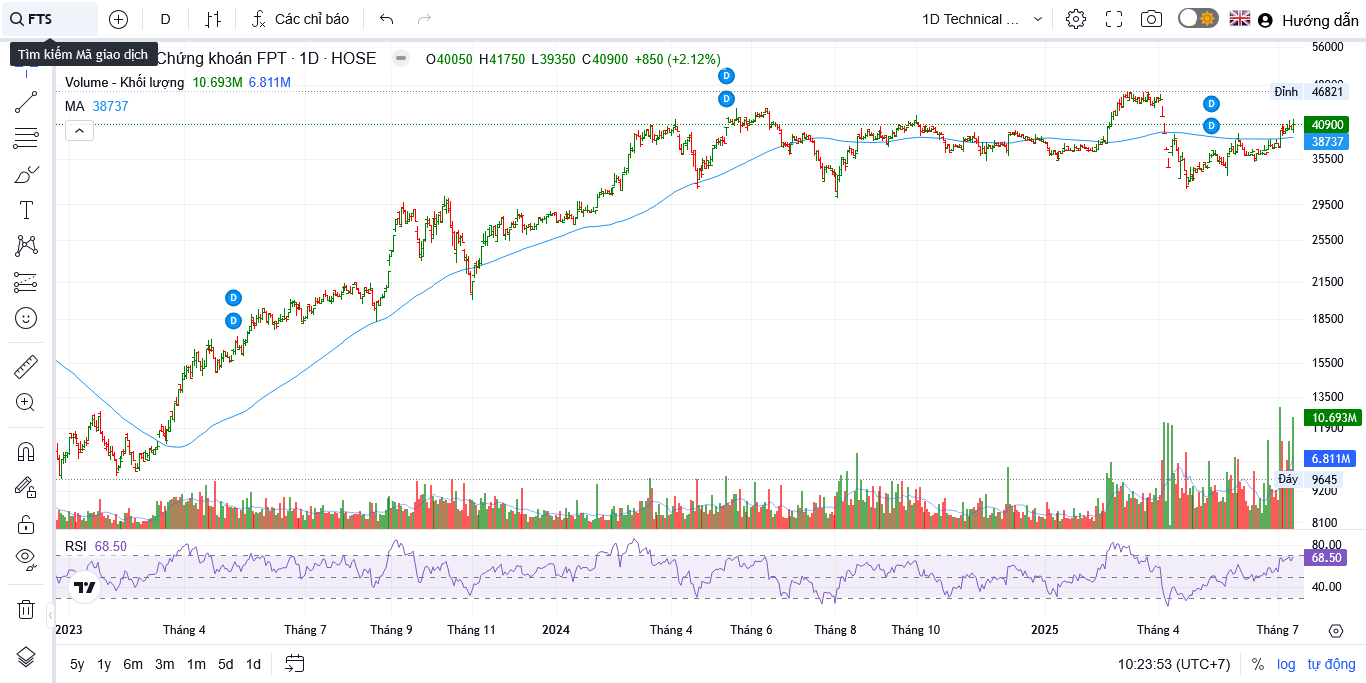 FTS
D
Các chỉ báo
1D Technical ...
Hướng dẫn
Tìm kiếm Mã giao dịch
Chứng khoán FPT · 1D · HOSE
O40050 H41750 L39350 C40900 +850 (+2.12%)
Volume - Khối lượng 10.693M 6.811M
MA 38737
D
D
D
D
D
D
56000
Đỉnh 46821
40900
38737
35500
29500
25500
21500
18500
15500
13500
10.693M
11900
6.811M
Đáy 9645
9200
8100
RSI 68.50
80.00
68.50
40.00
2023 Tháng 4 Tháng 7 Tháng 9 Tháng 11 2024 Tháng 4 Tháng 6 Tháng 8 Tháng 10 2025 Tháng 4 Tháng 7
5y 1y 6m 3m 1m 5d 1d
10:23:53 (UTC+7) % log tự động